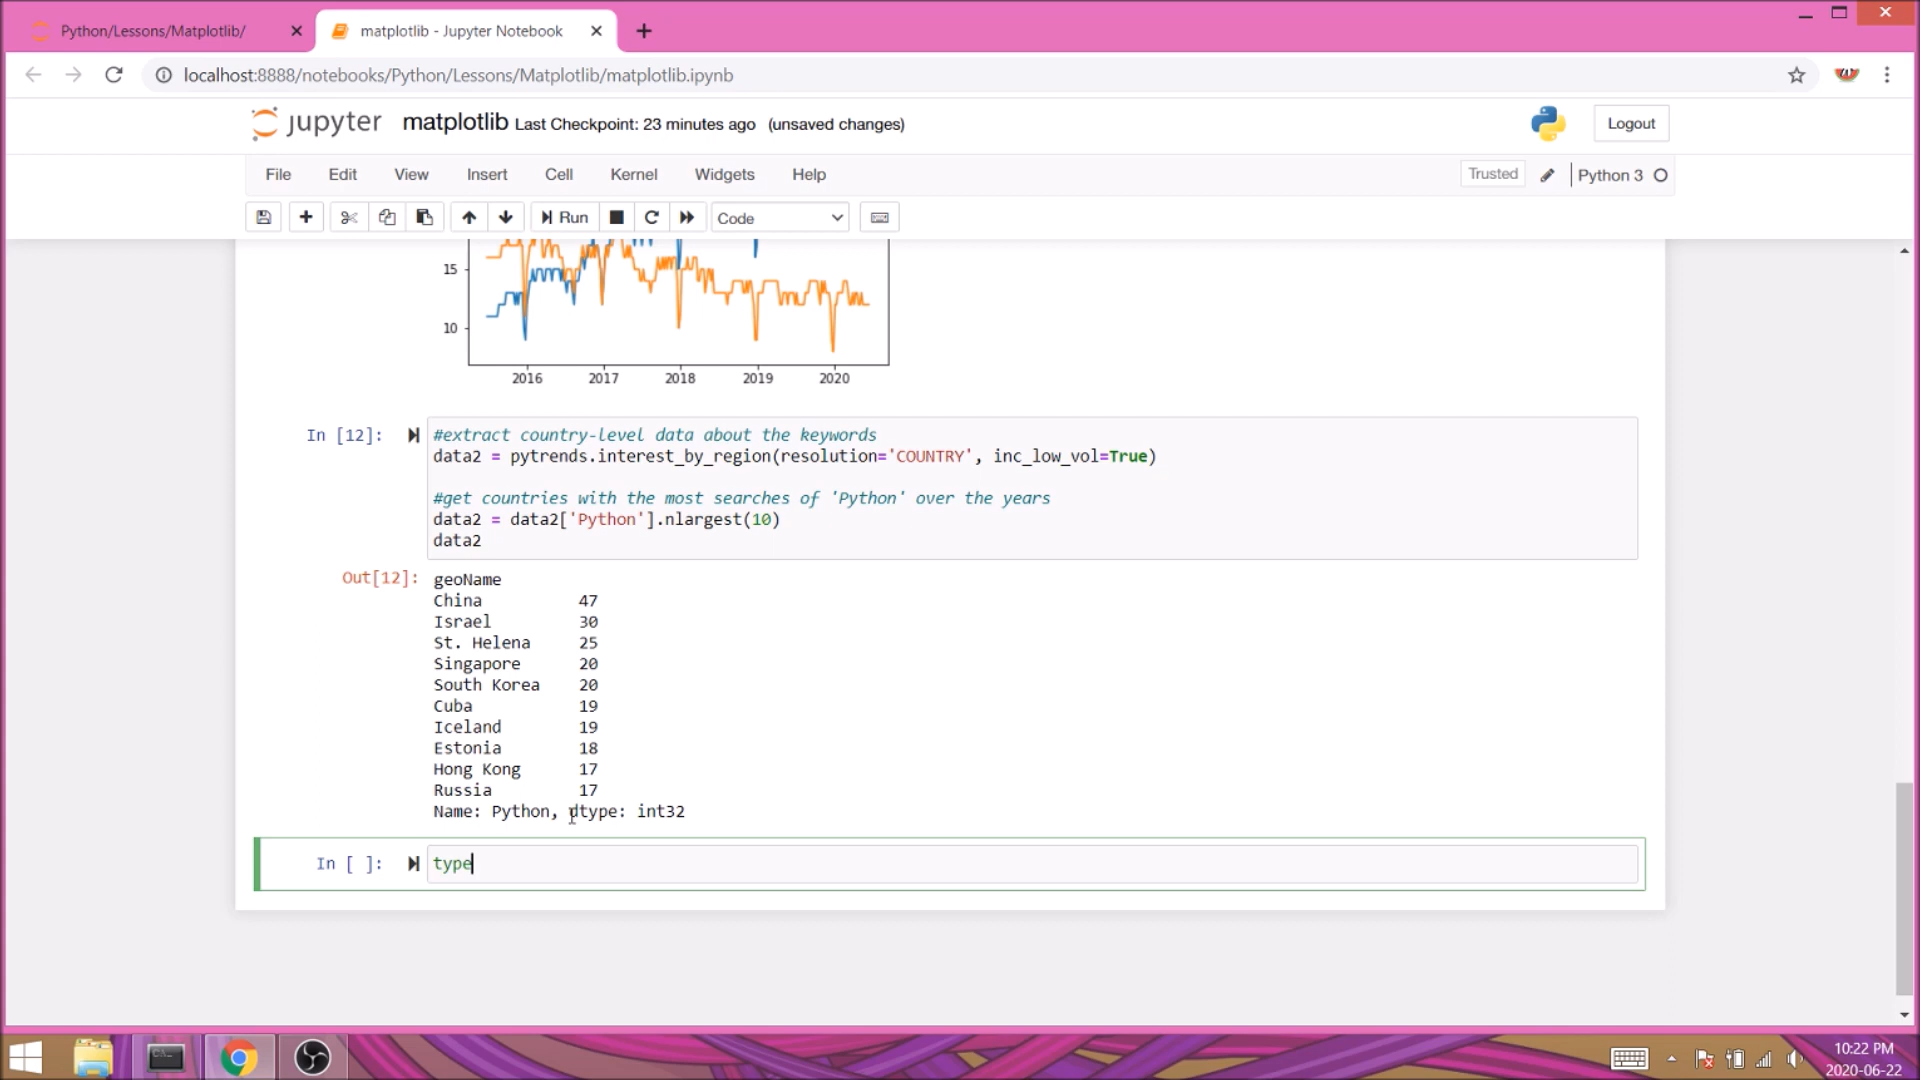 Python/Lessons/Matplotlib/
matplotlib - Jupyter Notebook
localhost:8888/notebooks/Python/Lessons/Matplotlib/matplotlib.ipynb
jupyter matplotlib Last Checkpoint: 23 minutes ago (unsaved changes)
Logout
File Edit View Insert Cell Kernel Widgets Help
Trusted
Python 3
Run
Code
15
10
2016 2017 2018 2019 2020
In [12]:
#extract country-level data about the keywords
data2 = pytrends.interest_by_region(resolution='COUNTRY', inc_low_vol=True)
#get countries with the most searches of 'Python' over the years
data2 = data2['Python'].nlargest(10)
data2
Out[12]:
geoName
China 47
Israel 30
St. Helena 25
Singapore 20
South Korea 20
Cuba 19
Iceland 19
Estonia 18
Hong Kong 17
Russia 17
Name: Python, dtype: int32
In [ ]:
type
10:22 PM
2020-06-22